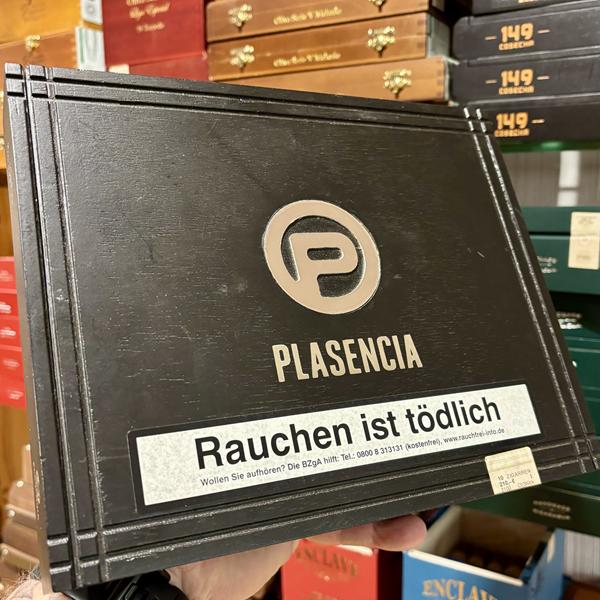 149
COSECHA
149
COSECHA
149
COSECHA
P
PLASENCIA
Rauchen ist tödlich
Wollen Sie aufhören? Die BZgA hilft: Tel.: 0800 8 313131 (kostenfrei), www.rauchfrei-info.de
10 ZIGARREN
ENCLAVE
ENCLAVE